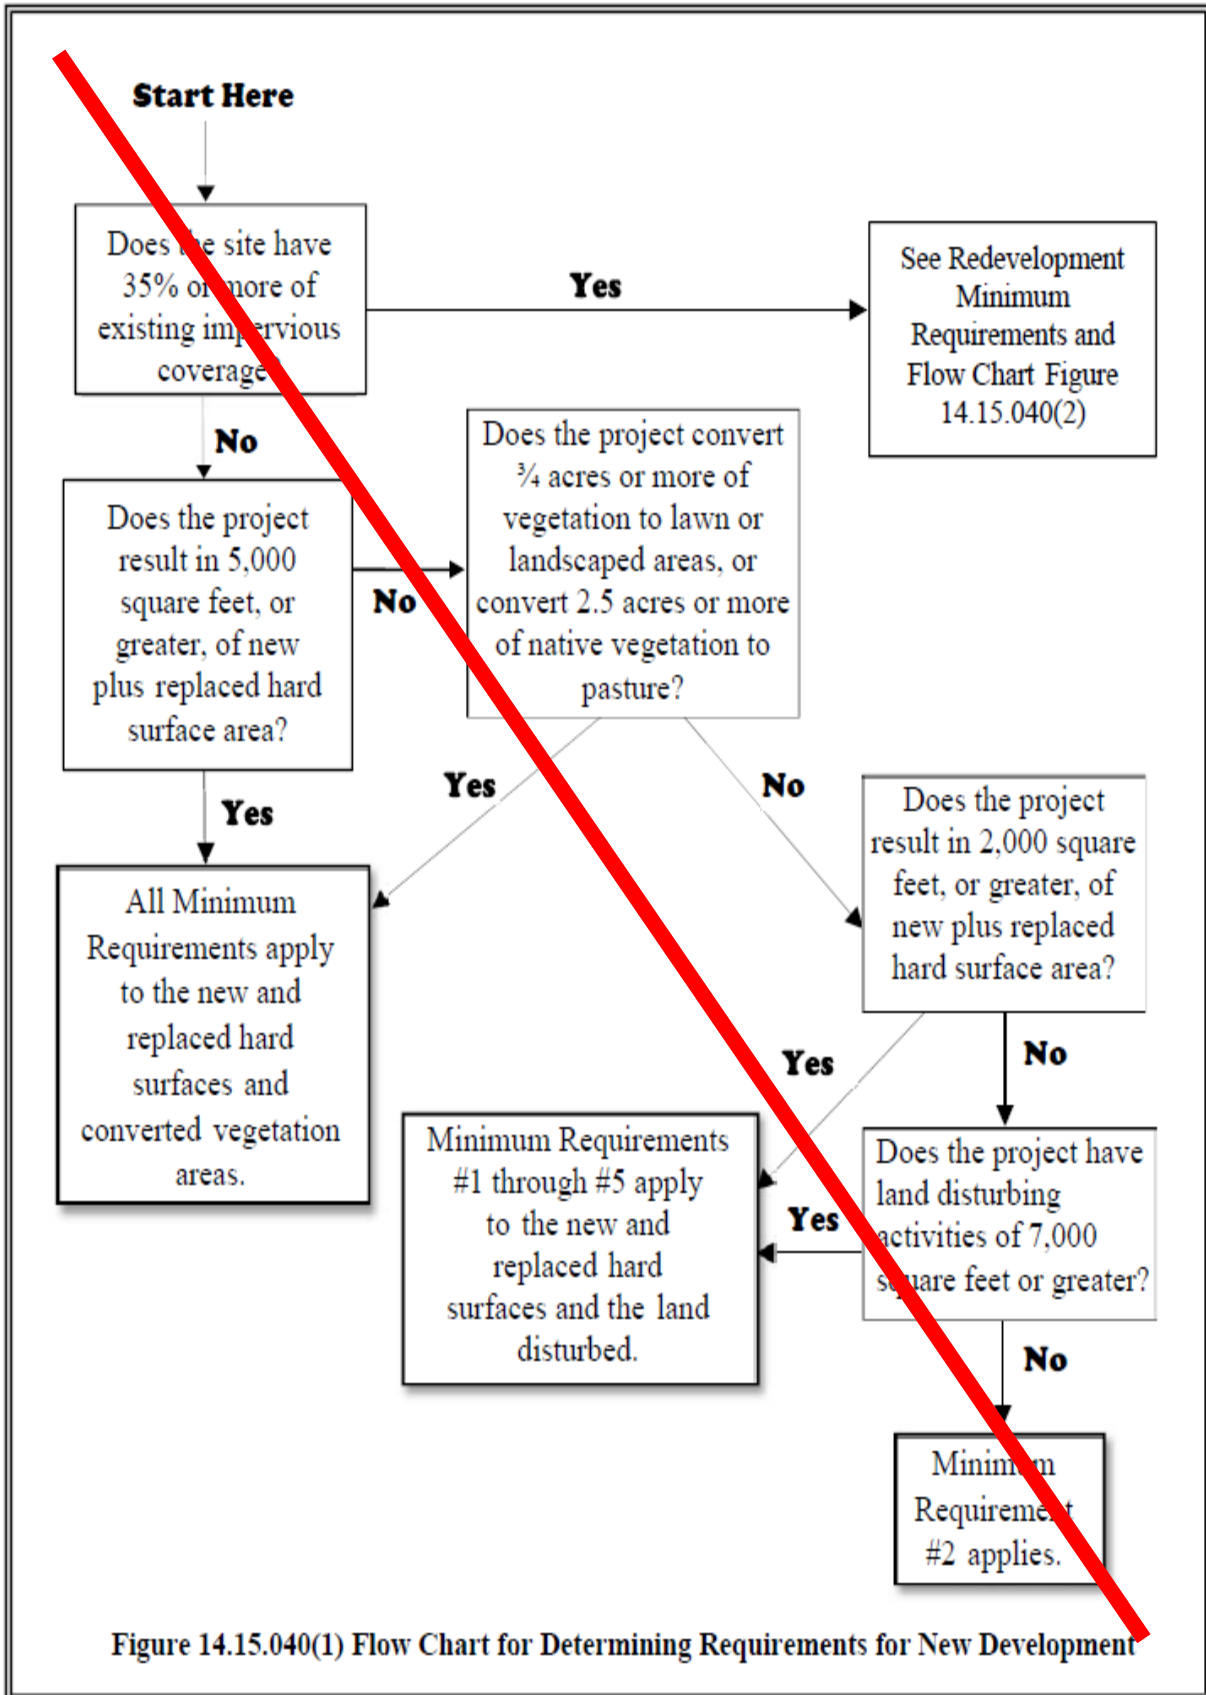 Start Here
Does the site have
35% or more of
existing impervious
coverage?
Yes
See Redevelopment
Minimum
Requirements and
Flow Chart Figure
14.15.040(2)
No
Does the project
result in 5,000
square feet, or
greater, of new
plus replaced hard
surface area?
No
Does the project convert
¾ acres or more of
vegetation to lawn or
landscaped areas, or
convert 2.5 acres or more
of native vegetation to
pasture?
Yes
Yes
No
All Minimum
Requirements apply
to the new and
replaced hard
surfaces and
converted vegetation
areas.
Does the project
result in 2,000 square
feet, or greater, of
new plus replaced
hard surface area?
Yes
No
Minimum Requirements
#1 through #5 apply
to the new and
replaced hard
surfaces and the land
disturbed.
Yes
Does the project have
land disturbing
activities of 7,000
square feet or greater?
No
Minimum
Requirement
#2 applies.
Figure 14.15.040(1) Flow Chart for Determining Requirements for New Development